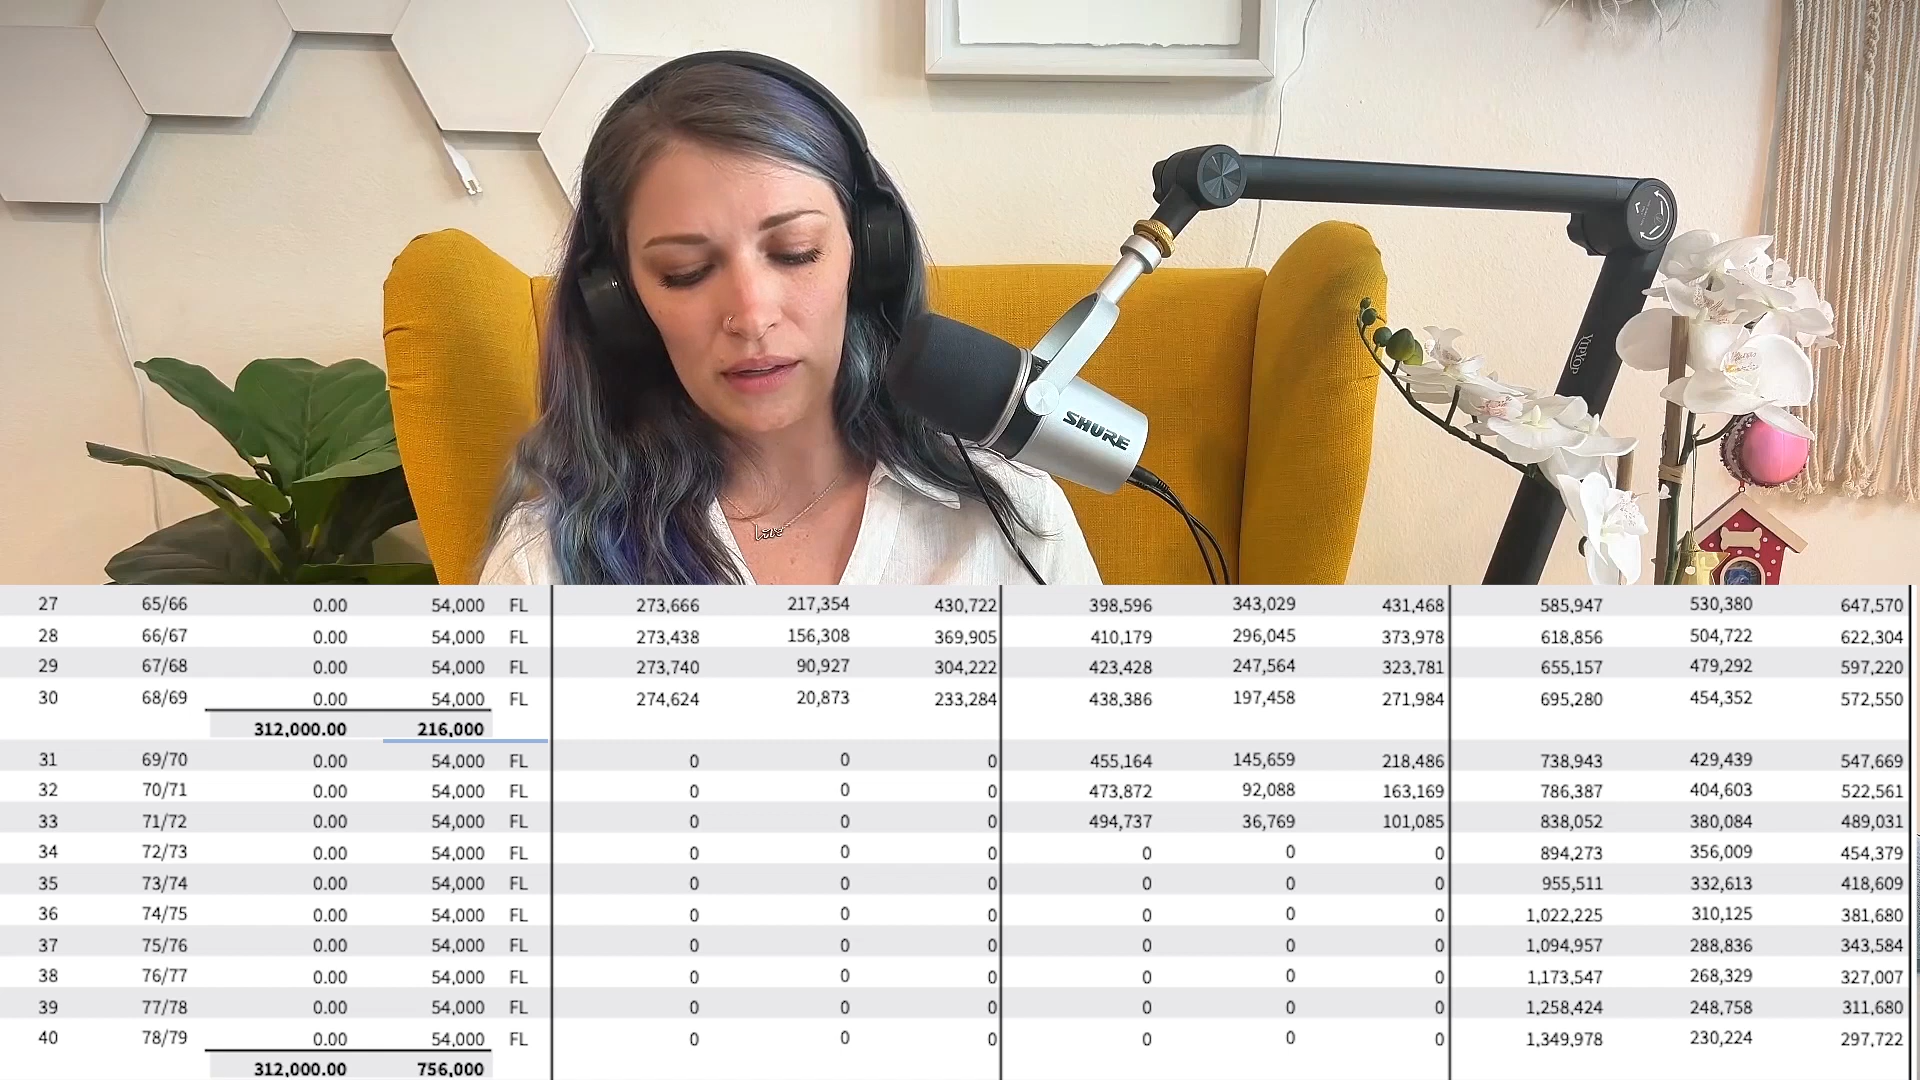 SHURE
YIPYOP
love
27 65/66 0.00 54,000 FL 273,666 217,354 430,722 398,596 343,029 431,468 585,947 530,380 647,570
28 66/67 0.00 54,000 FL 273,438 156,308 369,905 410,179 296,045 373,978 618,856 504,722 622,304
29 67/68 0.00 54,000 FL 273,740 90,927 304,222 423,428 247,564 323,781 655,157 479,292 597,220
30 68/69 0.00 54,000 FL 274,624 20,873 233,284 438,386 197,458 271,984 695,280 454,352 572,550
312,000.00 216,000
31 69/70 0.00 54,000 FL 0 0 0 455,164 145,659 218,486 738,943 429,439 547,669
32 70/71 0.00 54,000 FL 0 0 0 473,872 92,088 163,169 786,387 404,603 522,561
33 71/72 0.00 54,000 FL 0 0 0 494,737 36,769 101,085 838,052 380,084 489,031
34 72/73 0.00 54,000 FL 0 0 0 0 0 0 894,273 356,009 454,379
35 73/74 0.00 54,000 FL 0 0 0 0 0 0 955,511 332,613 418,609
36 74/75 0.00 54,000 FL 0 0 0 0 0 0 1,022,225 310,125 381,680
37 75/76 0.00 54,000 FL 0 0 0 0 0 0 1,094,957 288,836 343,584
38 76/77 0.00 54,000 FL 0 0 0 0 0 0 1,173,547 268,329 327,007
39 77/78 0.00 54,000 FL 0 0 0 0 0 0 1,258,424 248,758 311,680
40 78/79 0.00 54,000 FL 0 0 0 0 0 0 1,349,978 230,224 297,722
312,000.00 756,000